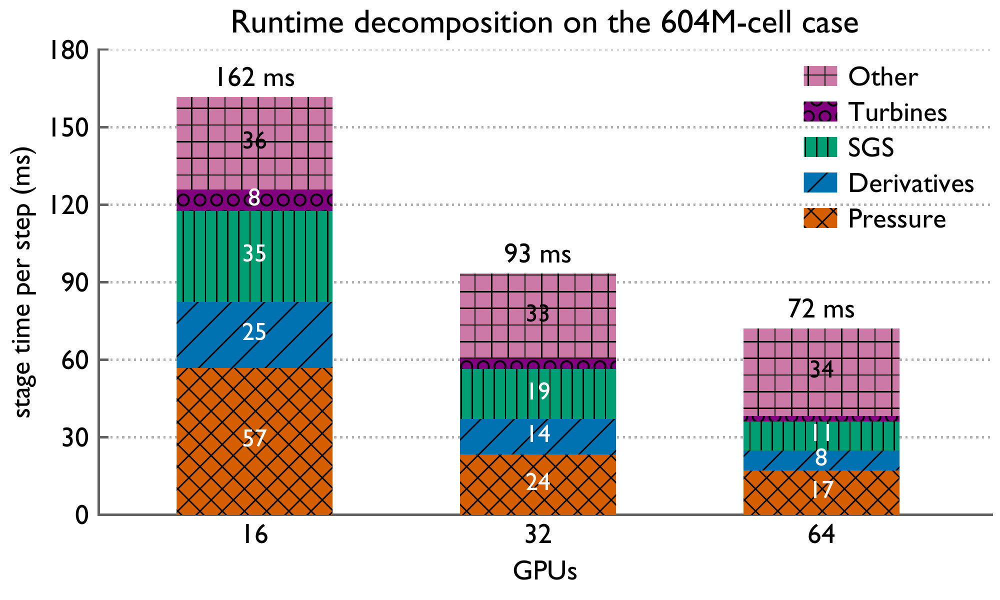 Runtime decomposition on the 604M-cell case
180
150
120
90
60
30
0
stage time per step (ms)
162 ms
36
8
35
25
57
93 ms
33
19
14
24
72 ms
34
11
8
17
Other
Turbines
SGS
Derivatives
Pressure
16
32
64
GPUs